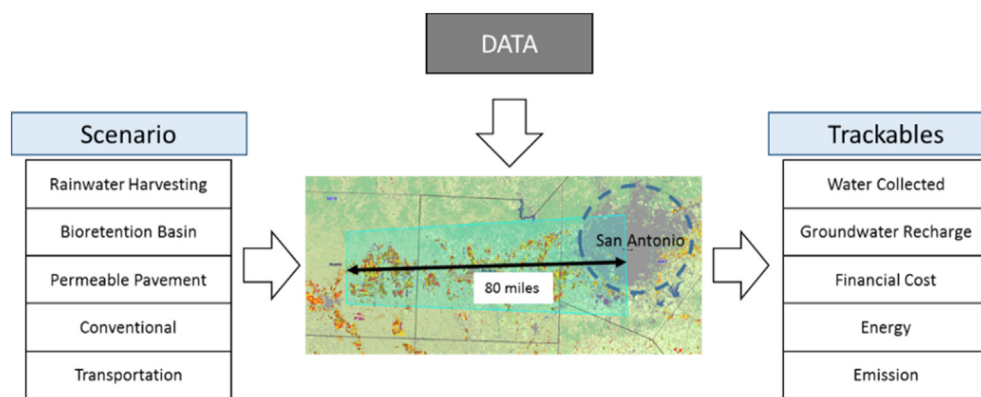 DATA
Scenario
Rainwater Harvesting
Bioretention Basin
Permeable Pavement
Conventional
Transportation
San Antonio
80 miles
Trackables
Water Collected
Groundwater Recharge
Financial Cost
Energy
Emission